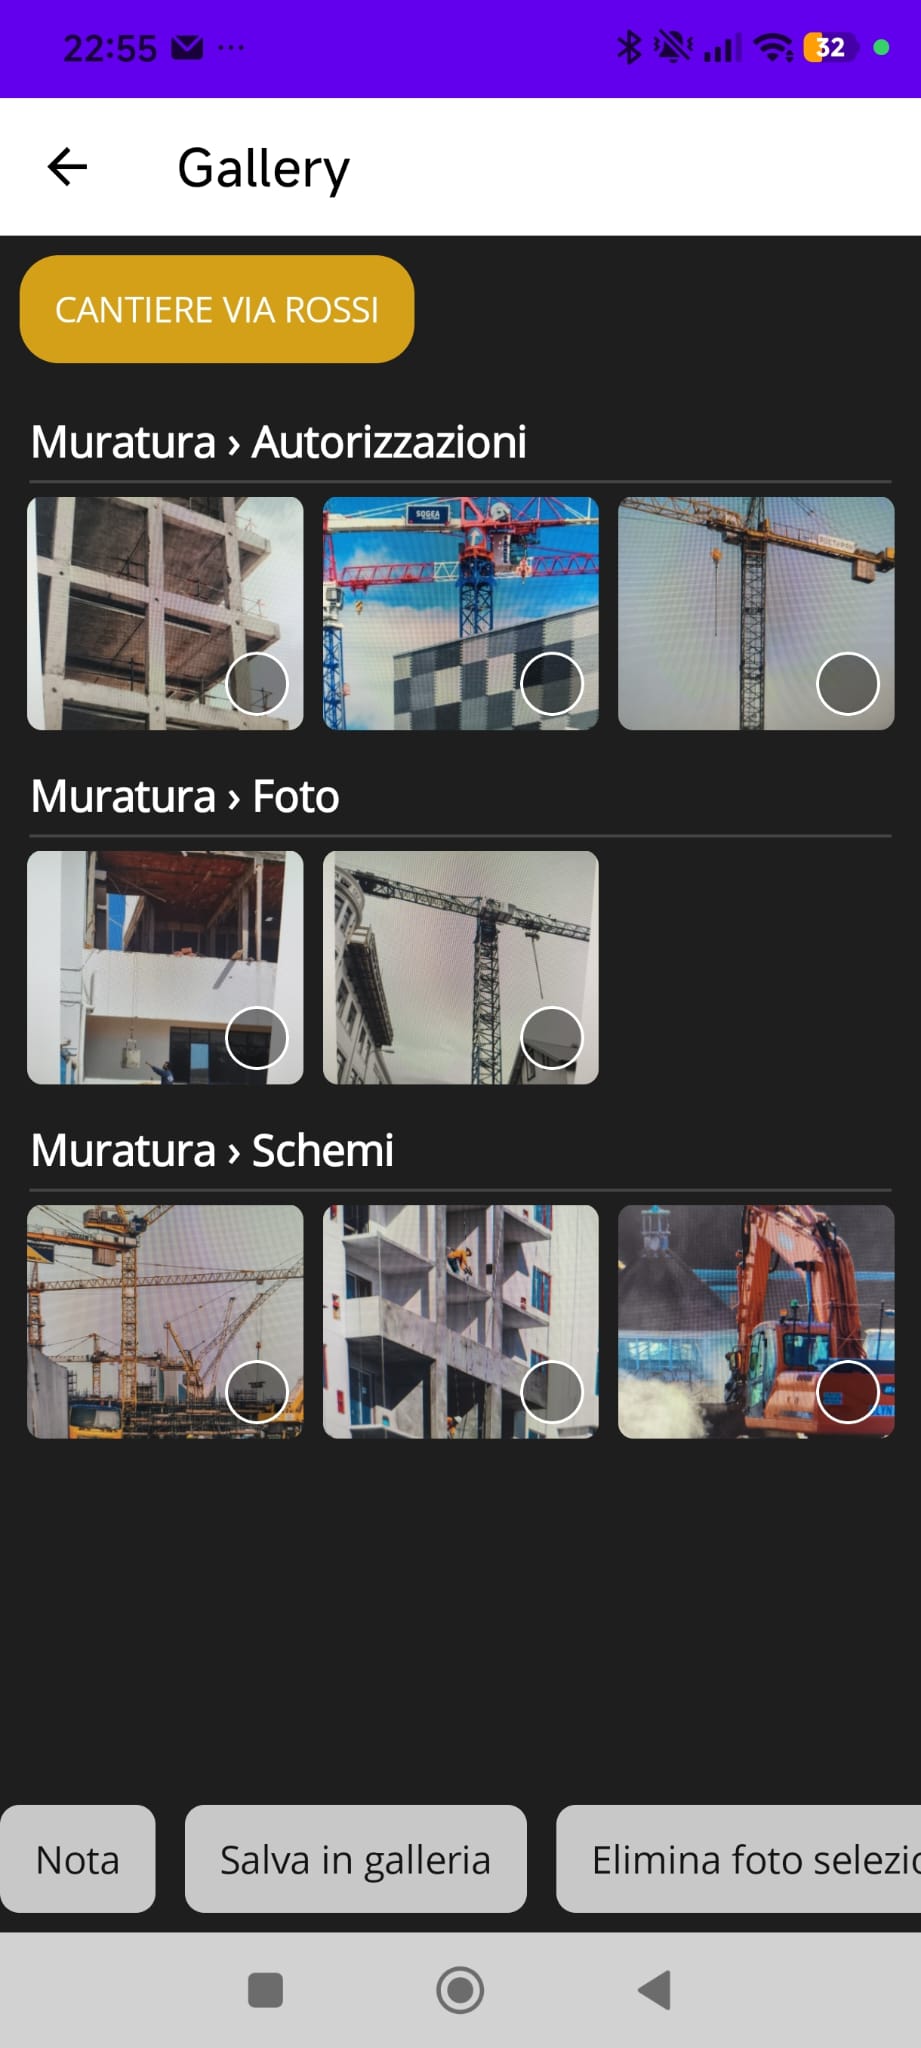 22:55
32
Gallery
CANTIERE VIA ROSSI
Muratura › Autorizzazioni
SOGEA
Muratura › Foto
Muratura › Schemi
Nota
Salva in galleria
Elimina foto selezio